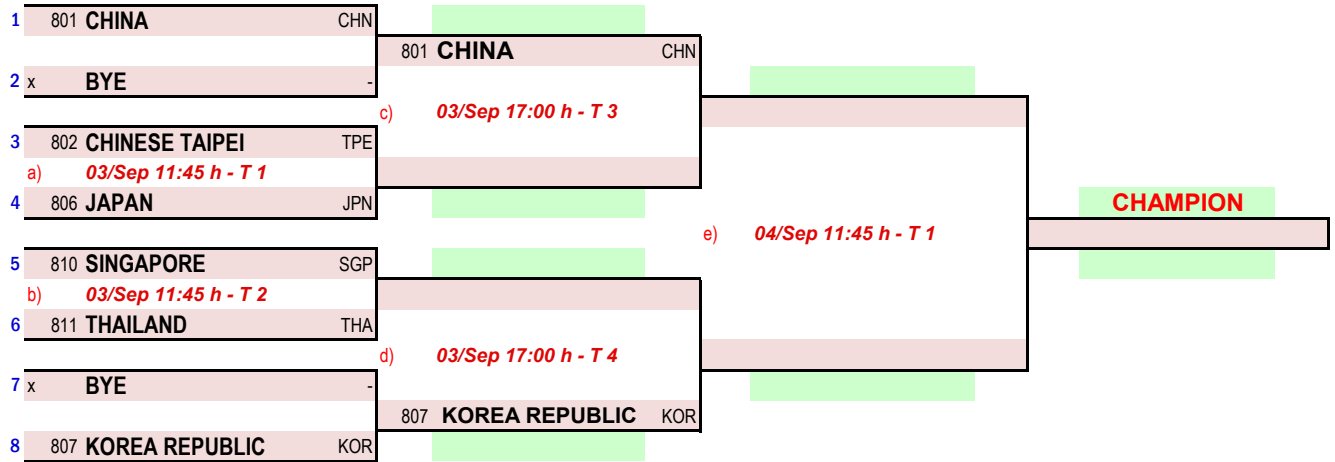 1 801 CHINA CHN
801 CHINA CHN
2 x BYE -
c) 03/Sep 17:00 h - T 3
3 802 CHINESE TAIPEI TPE
a) 03/Sep 11:45 h - T 1
4 806 JAPAN JPN
CHAMPION
e) 04/Sep 11:45 h - T 1
5 810 SINGAPORE SGP
b) 03/Sep 11:45 h - T 2
6 811 THAILAND THA
d) 03/Sep 17:00 h - T 4
7 x BYE -
807 KOREA REPUBLIC KOR
8 807 KOREA REPUBLIC KOR